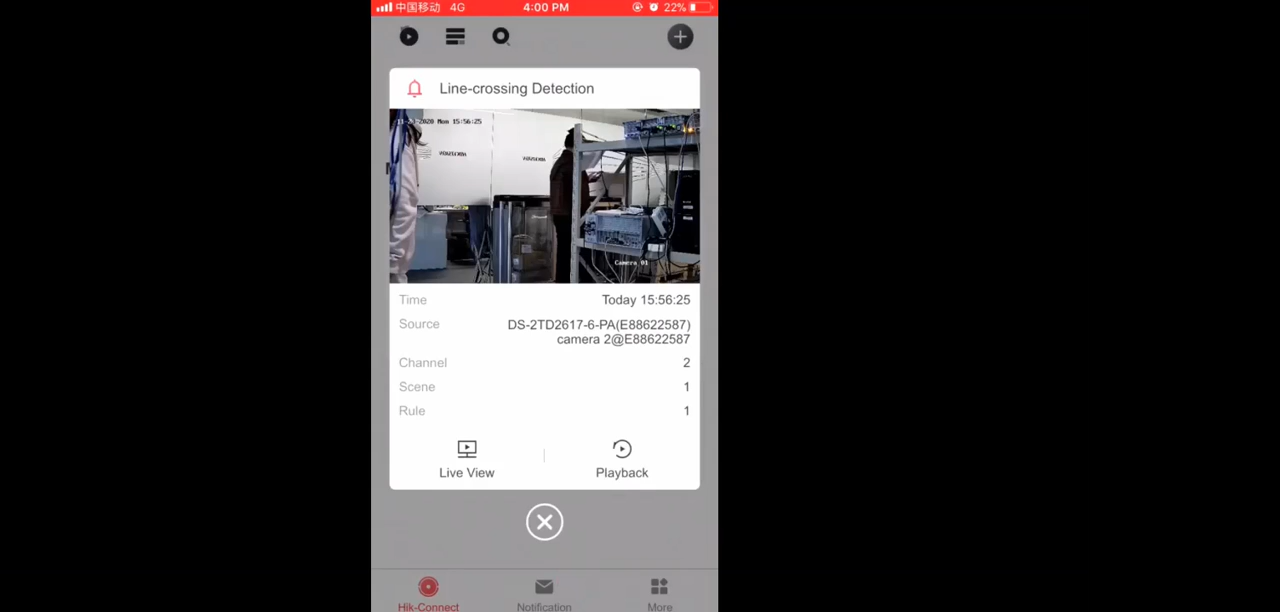 中国移动 4G 4:00 PM 22%
Line-crossing Detection
Mon 15:56:25
Camera 01
Time Today 15:56:25
Source DS-2TD2617-6-PA(E88622587)
camera 2@E88622587
Channel 2
Scene 1
Rule 1
Live View Playback
Hik-Connect Notification More